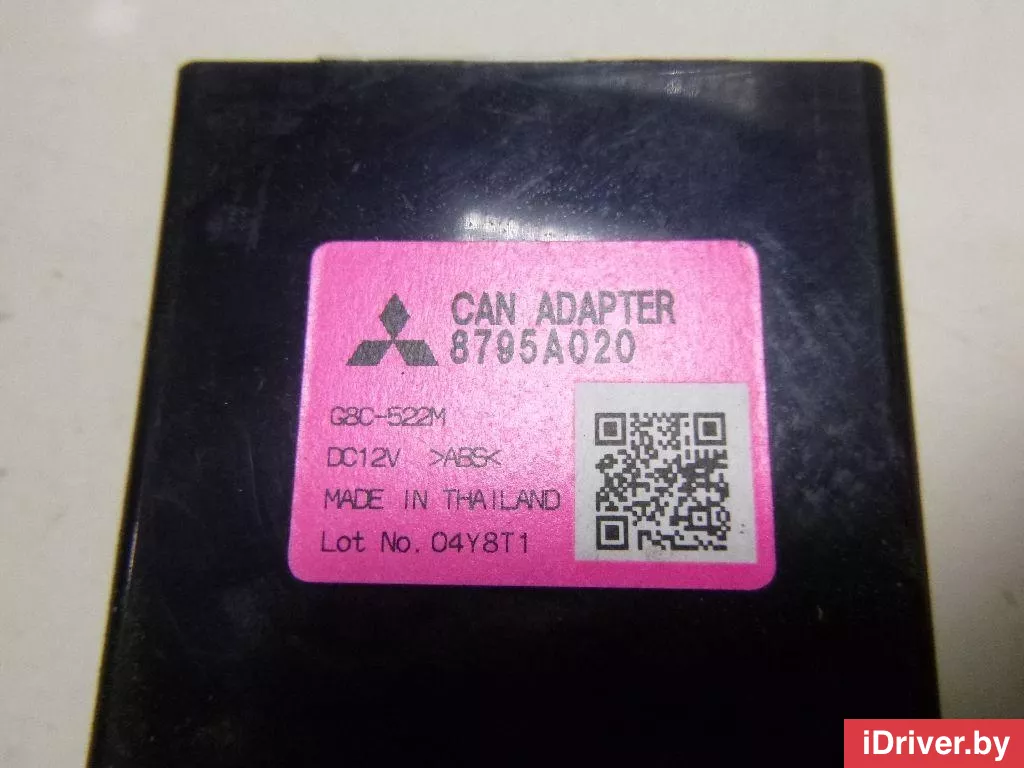 CAN ADAPTER
8795A020
G8C-522M
DC12V >ABS<
MADE IN THAILAND
Lot No. 04Y8T1
iDriver.by